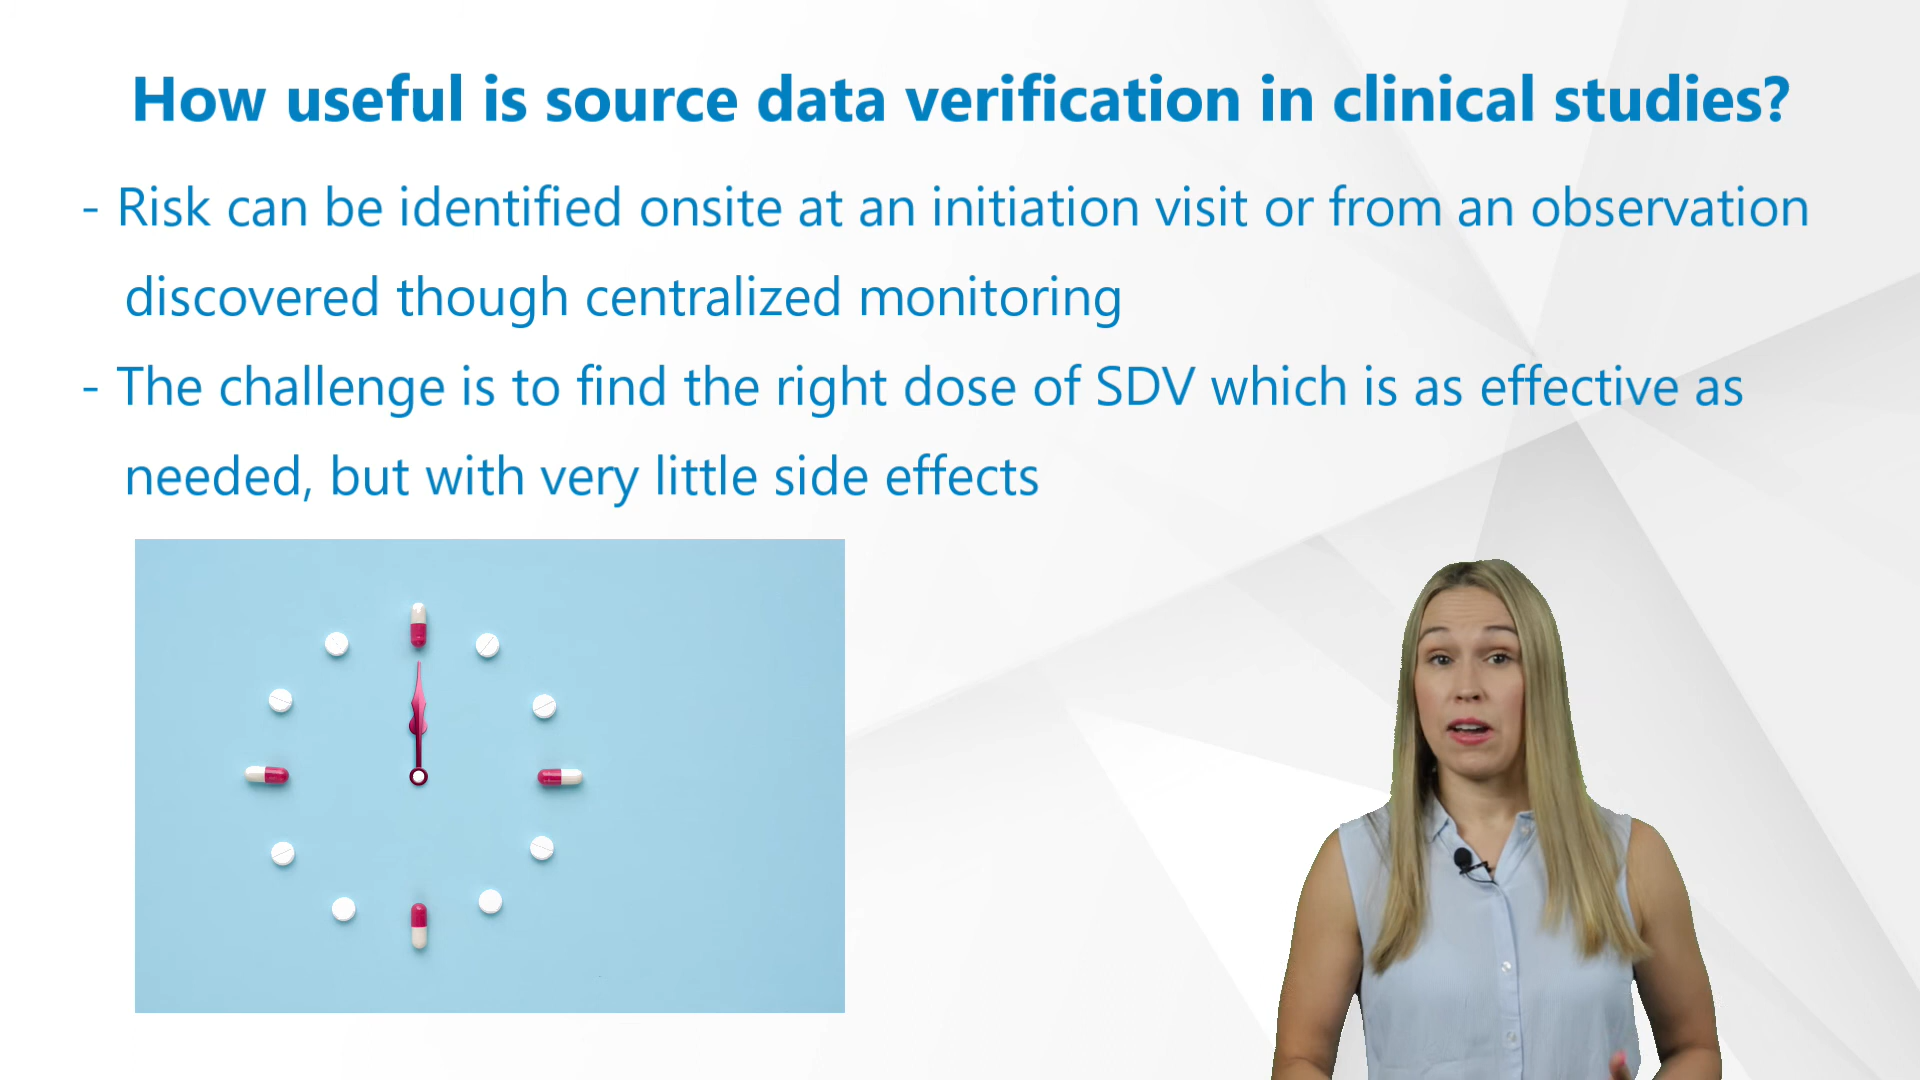 How useful is source data verification in clinical studies?
- Risk can be identified onsite at an initiation visit or from an observation
discovered though centralized monitoring
- The challenge is to find the right dose of SDV which is as effective as
needed, but with very little side effects